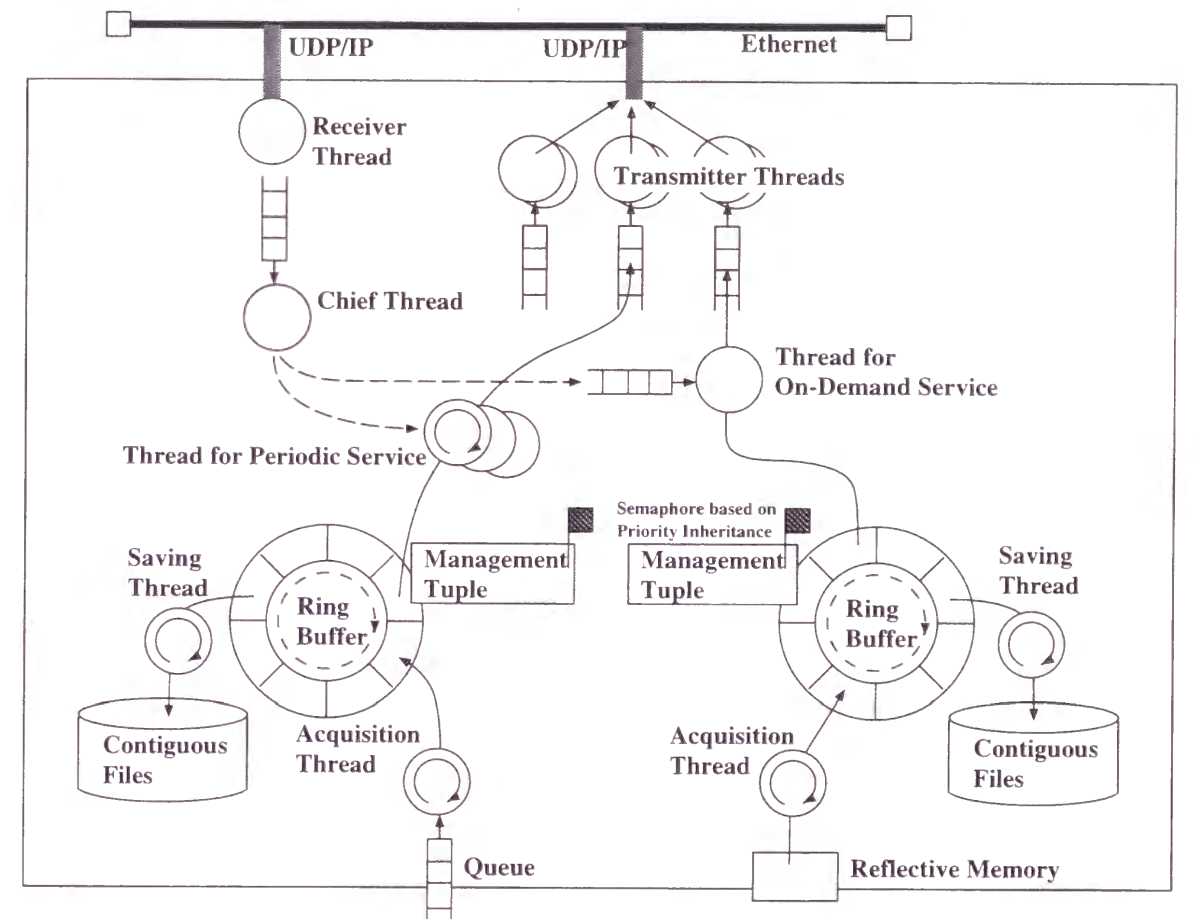 UDP/IP
UDP/IP
Ethernet
Receiver
Thread
Transmitter Threads
Chief Thread
Thread for
On-Demand Service
Thread for Periodic Service
Semaphore based on
Priority Inheritance
Management
Tuple
Management
Tuple
Saving
Thread
Ring
Buffer
Ring
Buffer
Saving
Thread
Acquisition
Thread
Acquisition
Thread
Contiguous
Files
Contiguous
Files
Queue
Reflective Memory